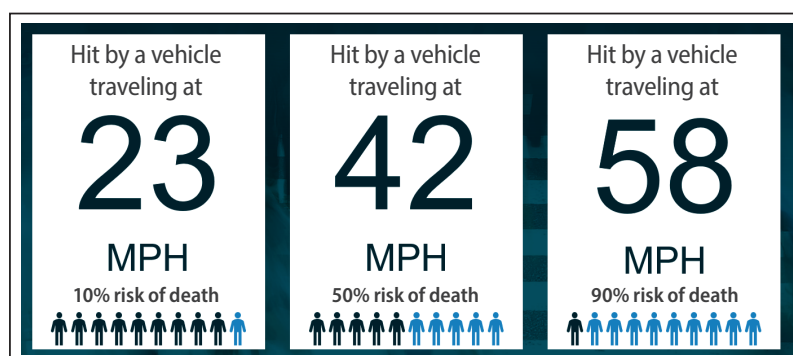 Hit by a vehicle
traveling at
23
MPH
10% risk of death
Hit by a vehicle
traveling at
42
MPH
50% risk of death
Hit by a vehicle
traveling at
58
MPH
90% risk of death